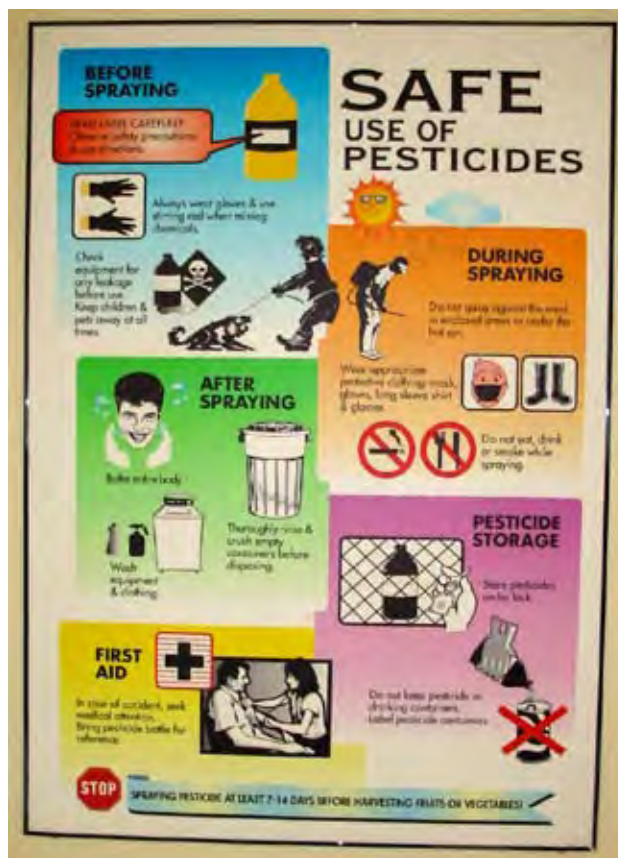 SAFE
USE OF
PESTICIDES
BEFORE
SPRAYING
READ LABEL CAREFULLY
Observe safety precautions
& use directions.
Always wear gloves & use
stirring rod when mixing
chemicals.
Check
equipment for
any leakage
before use.
Keep children &
pets away at all
times.
DURING
SPRAYING
Do not spray against the wind,
in enclosed areas or under the
hot sun.
Wear appropriate
protective clothing-mask,
gloves, long sleeve shirt
& glasses.
Do not eat, drink
or smoke while
spraying.
AFTER
SPRAYING
Bathe entire body.
Thoroughly rinse &
crush empty
containers before
disposing.
Wash
equipment
& clothing.
PESTICIDE
STORAGE
Store pesticides
under lock.
Do not keep pesticide in
drinking containers.
Label pesticide containers.
FIRST
AID
In case of accident, seek
medical attention.
Bring pesticide bottle for
reference.
STOP
SPRAYING PESTICIDE AT LEAST 7-14 DAYS BEFORE HARVESTING FRUITS OR VEGETABLES!